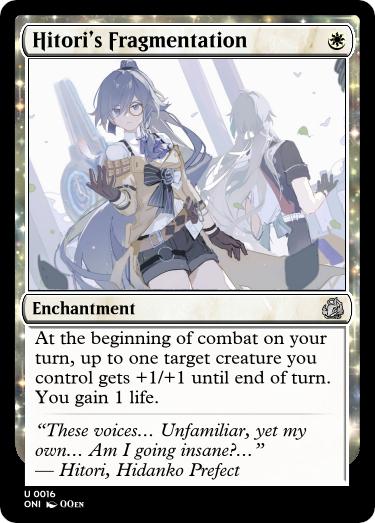 Hitori's Fragmentation
Enchantment
At the beginning of combat on your
turn, up to one target creature you
control gets +1/+1 until end of turn.
You gain 1 life.
“These voices… Unfamiliar, yet my
own… Am I going insane?…”
— Hitori, Hidanko Prefect
U 0016
ONI OOEN